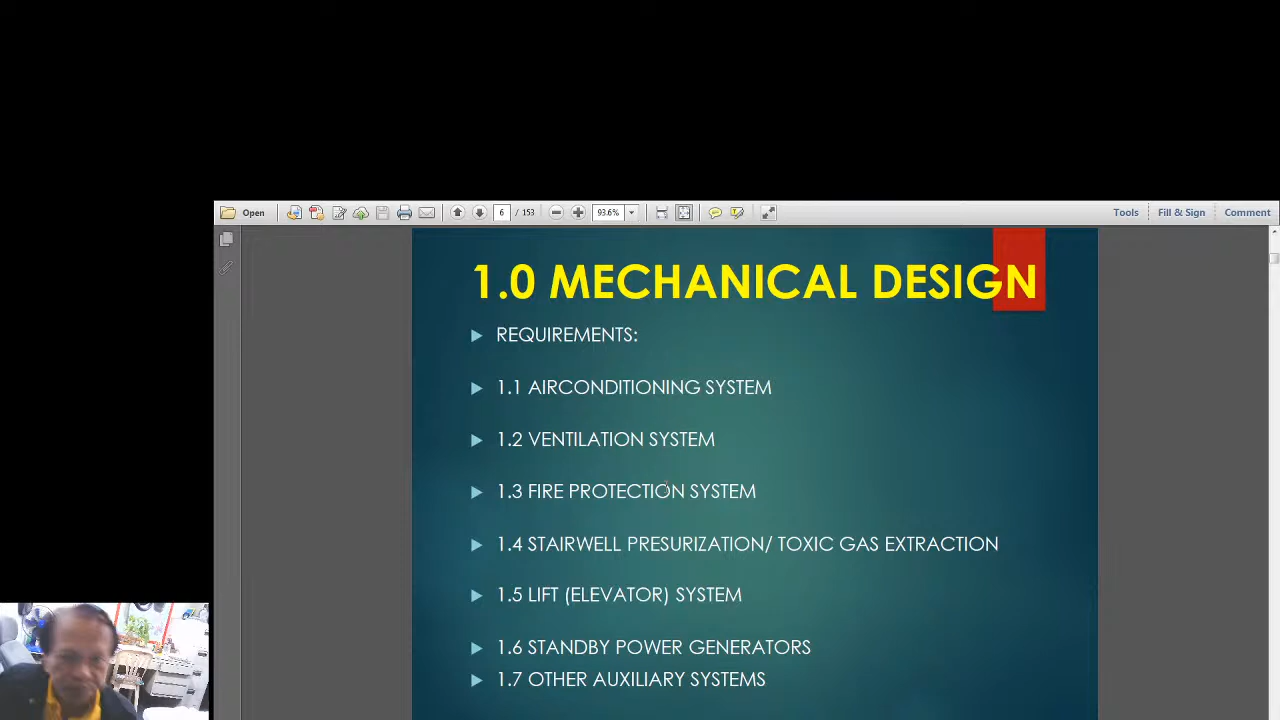 Open
6 / 153
93.6%
Tools
Fill & Sign
Comment
1.0 MECHANICAL DESIGN
REQUIREMENTS:
1.1 AIRCONDITIONING SYSTEM
1.2 VENTILATION SYSTEM
1.3 FIRE PROTECTION SYSTEM
1.4 STAIRWELL PRESURIZATION/ TOXIC GAS EXTRACTION
1.5 LIFT (ELEVATOR) SYSTEM
1.6 STANDBY POWER GENERATORS
1.7 OTHER AUXILIARY SYSTEMS